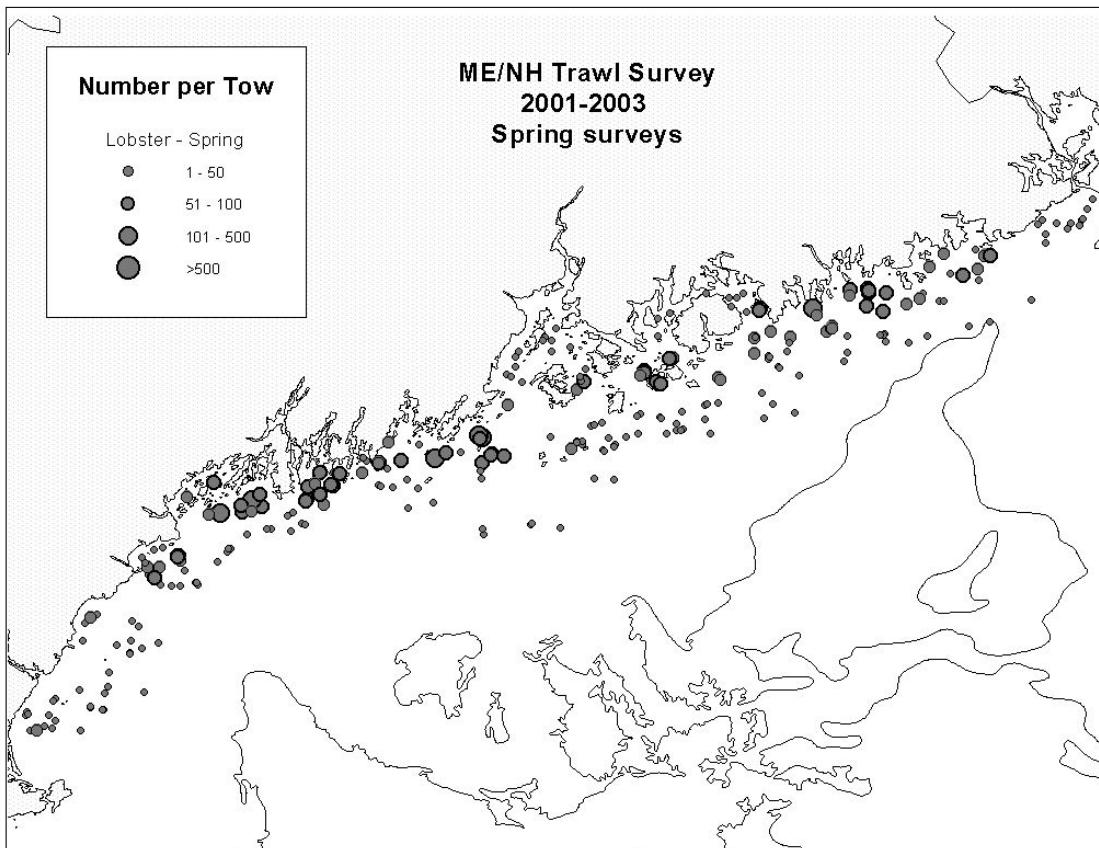 Number per Tow
Lobster - Spring
1 - 50
51 - 100
101 - 500
>500
ME/NH Trawl Survey
2001-2003
Spring surveys